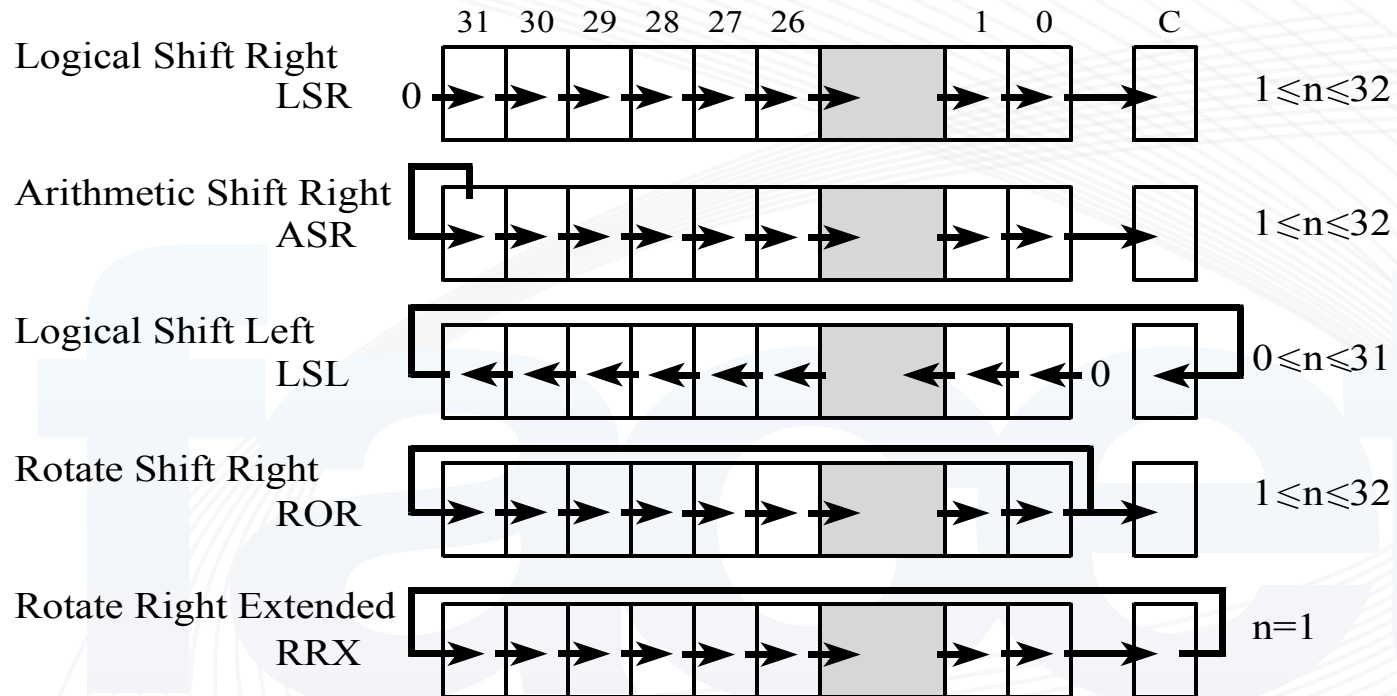 31 30 29 28 27 26 1 0 C
Logical Shift Right
LSR 0 1⩽n⩽32
Arithmetic Shift Right
ASR 1⩽n⩽32
Logical Shift Left
LSL 0 0⩽n⩽31
Rotate Shift Right
ROR 1⩽n⩽32
Rotate Right Extended
RRX n=1